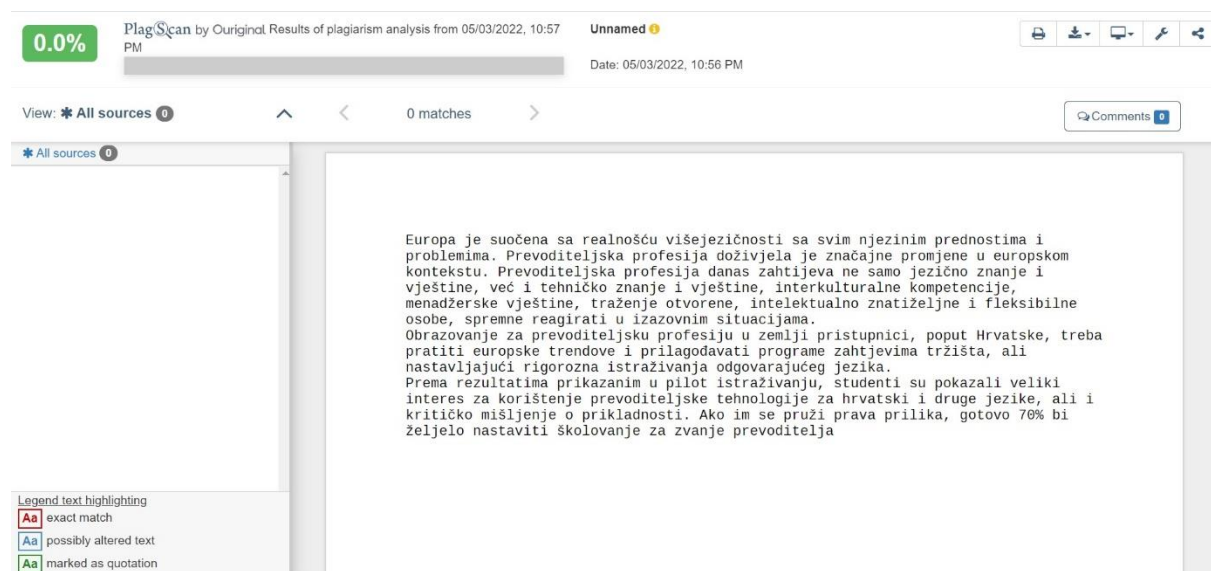 0.0%
PlagScan by Ouriginal Results of plagiarism analysis from 05/03/2022, 10:57
PM
Unnamed
Date: 05/03/2022, 10:56 PM
View: ✱ All sources 0
0 matches
Comments 0
✱ All sources 0
Europa je suočena sa realnošću višejezičnosti sa svim njezinim prednostima i
problemima. Prevoditeljska profesija doživjela je značajne promjene u europskom
kontekstu. Prevoditeljska profesija danas zahtijeva ne samo jezično znanje i
vještine, već i tehničko znanje i vještine, interkulturalne kompetencije,
menadžerske vještine, traženje otvorene, intelektualno znatiželjne i fleksibilne
osobe, spremne reagirati u izazovnim situacijama.
Obrazovanje za prevoditeljsku profesiju u zemlji pristupnici, poput Hrvatske, treba
pratiti europske trendove i prilagođavati programe zahtjevima tržišta, ali
nastavljajući rigorozna istraživanja odgovarajućeg jezika.
Prema rezultatima prikazanim u pilot istraživanju, studenti su pokazali veliki
interes za korištenje prevoditeljske tehnologije za hrvatski i druge jezike, ali i
kritičko mišljenje o prikladnosti. Ako im se pruži prava prilika, gotovo 70% bi
željelo nastaviti školovanje za zvanje prevoditelja
Legend text highlighting
Aa exact match
Aa possibly altered text
Aa marked as quotation